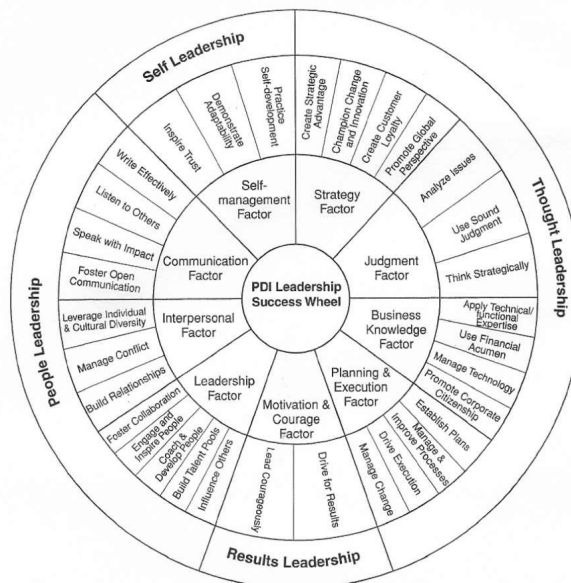 Self Leadership
Thought Leadership
Results Leadership
People Leadership
Practice
Self-development
Demonstrate
Adaptability
Inspire Trust
Create Strategic
Advantage
Champion Change
and Innovation
Create Customer
Loyalty
Promote Global
Perspective
Analyze Issues
Use Sound
Judgment
Think Strategically
Apply Technical/
functional
Expertise
Use Financial
Acumen
Manage Technology
Promote Corporate
Citizenship
Establish Plans
Manage &
Improve Processes
Drive Execution
Manage Change
Drive for Results
Lead Courageously
Influence Others
Build Talent Pools
Coach &
Develop People
Engage and
Inspire People
Foster Collaboration
Build Relationships
Manage Conflict
Leverage Individual
& Cultural Diversity
Foster Open
Communication
Speak with Impact
Listen to Others
Write Effectively
Self-
management
Factor
Strategy
Factor
Judgment
Factor
Business
Knowledge
Factor
Planning &
Execution
Factor
Motivation &
Courage
Factor
Leadership
Factor
Interpersonal
Factor
Communication
Factor
PDI Leadership
Success Wheel